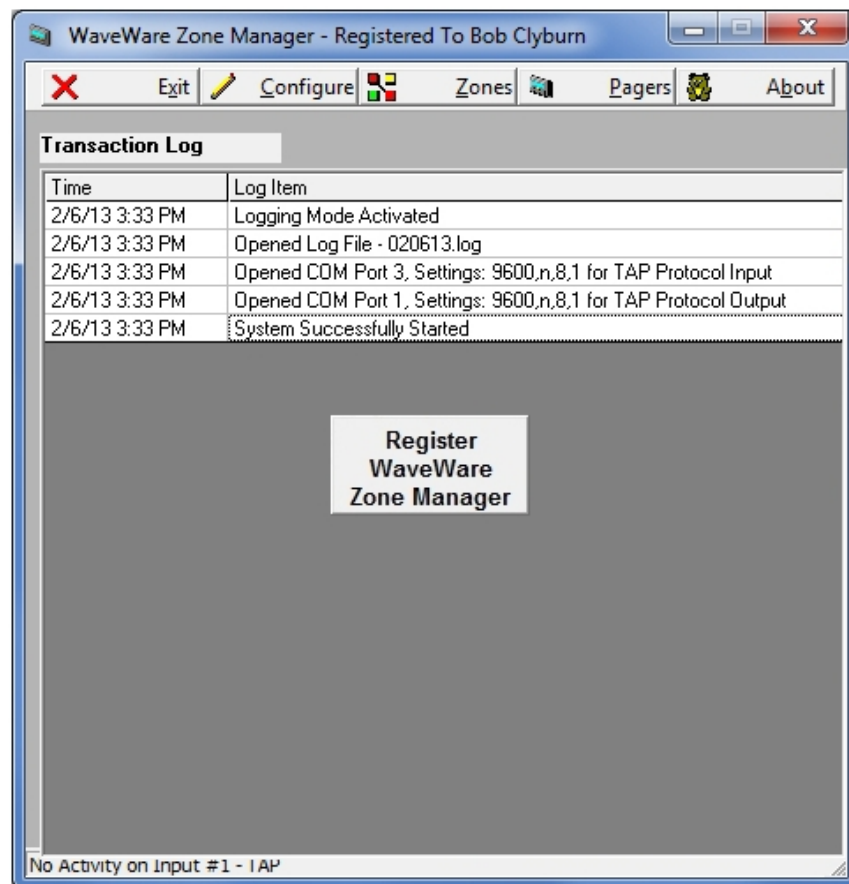 WaveWare Zone Manager - Registered To Bob Clyburn
Exit Configure Zones Pagers About
Transaction Log
Time Log Item
2/6/13 3:33 PM Logging Mode Activated
2/6/13 3:33 PM Opened Log File - 020613.log
2/6/13 3:33 PM Opened COM Port 3, Settings: 9600,n,8,1 for TAP Protocol Input
2/6/13 3:33 PM Opened COM Port 1, Settings: 9600,n,8,1 for TAP Protocol Output
2/6/13 3:33 PM System Successfully Started
Register
WaveWare
Zone Manager
No Activity on Input #1 - TAP